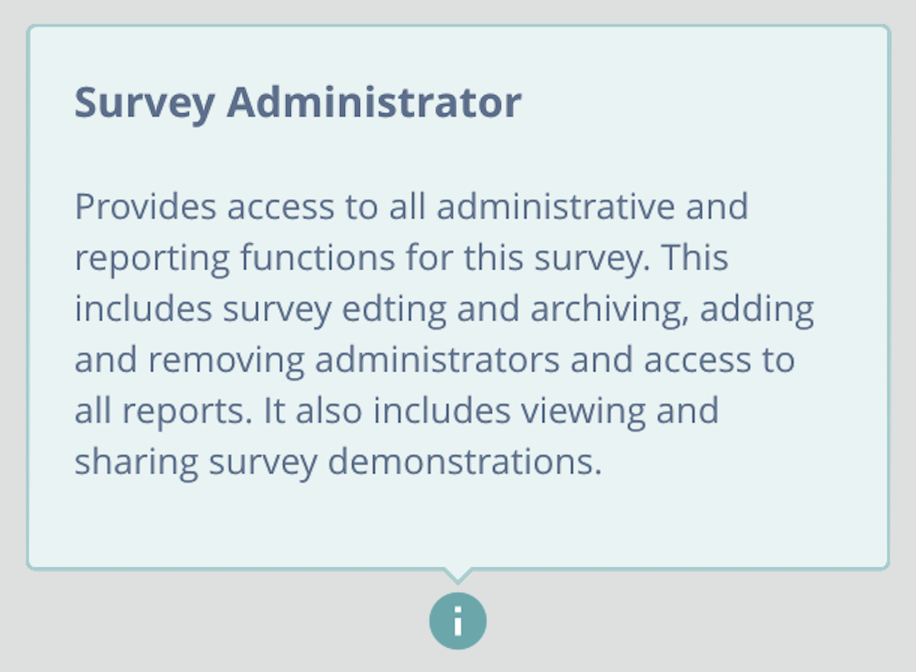 Survey Administrator
Provides access to all administrative and
reporting functions for this survey. This
includes survey edting and archiving, adding
and removing administrators and access to
all reports. It also includes viewing and
sharing survey demonstrations.
i